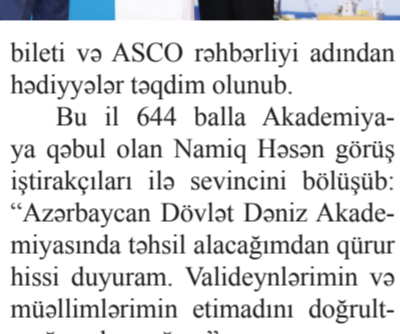 bileti və ASCO rəhbərliyi adından
hədiyyələr təqdim olunub.
Bu il 644 balla Akademiya-
ya qəbul olan Namiq Həsən görüş
iştirakçıları ilə sevincini bölüşüb:
“Azərbaycan Dövlət Dəniz Akade-
miyasında təhsil alacağımdan qürur
hissi duyuram. Valideynlərimin və
müəllimlərimin etimadını doğrult-